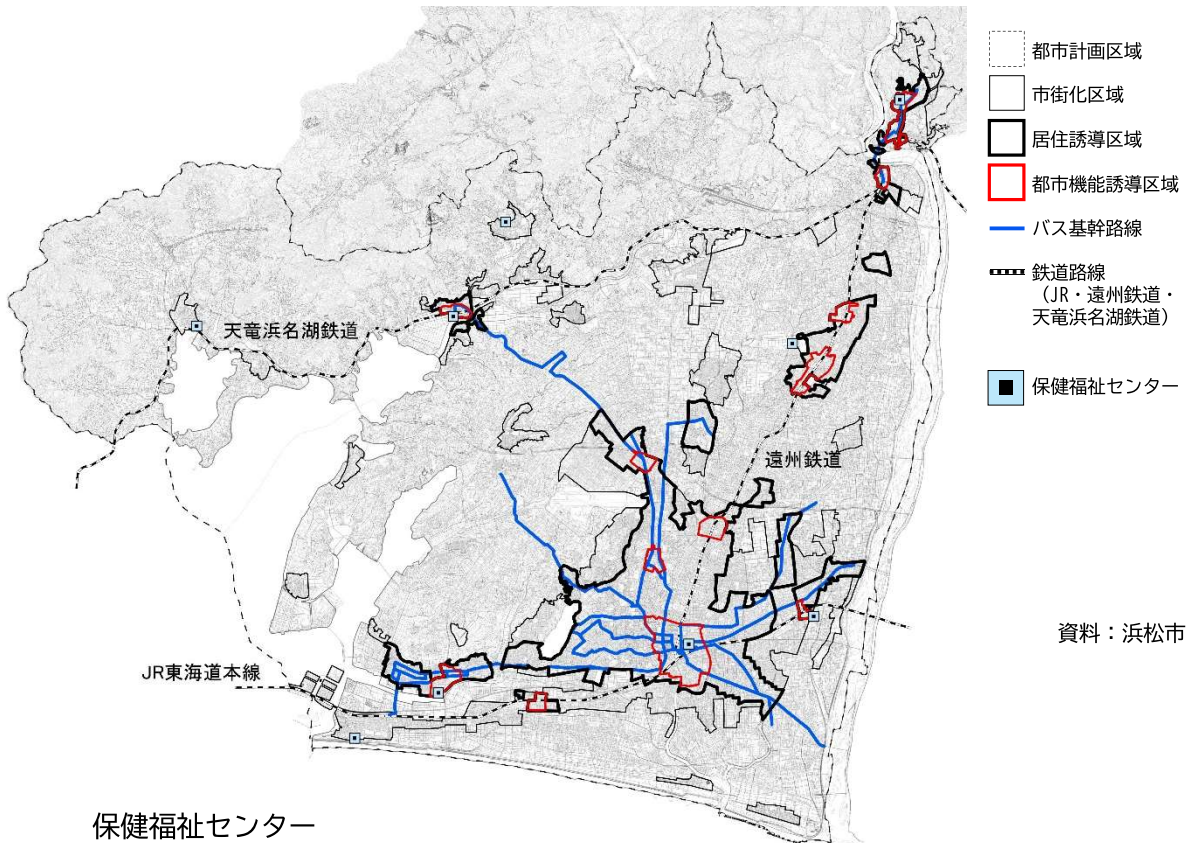 都市計画区域
市街化区域
居住誘導区域
都市機能誘導区域
バス基幹路線
鉄道路線
（JR・遠州鉄道・
天竜浜名湖鉄道）
保健福祉センター
天竜浜名湖鉄道
遠州鉄道
JR東海道本線
資料：浜松市
保健福祉センター